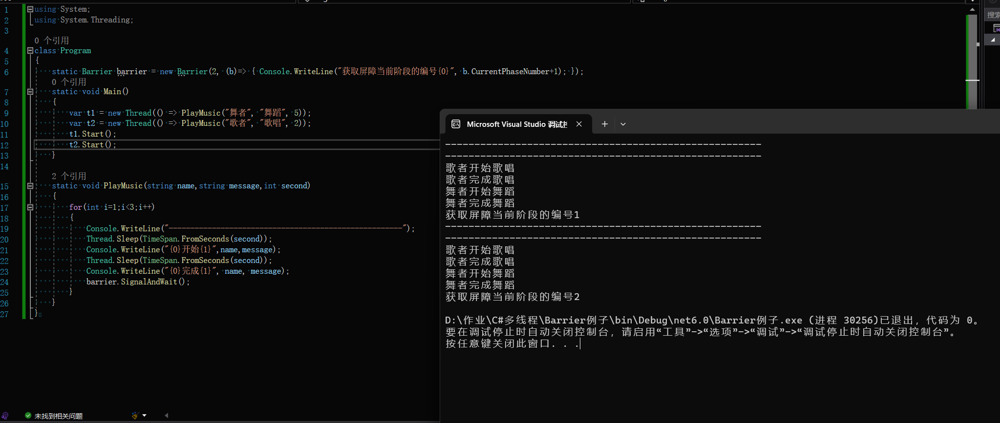 1 using System;
2 using System.Threading;
3
0 个引用
4 class Program
5 {
6 static Barrier barrier = new Barrier(2, (b)=> { Console.WriteLine("获取屏障当前阶段的编号{0}", b.CurrentPhaseNumber+1); });
0 个引用
7 static void Main()
8 {
9 var t1 = new Thread(() => PlayMusic("舞者", "舞蹈", 5));
10 var t2 = new Thread(() => PlayMusic("歌者", "歌唱", 2));
11 t1.Start();
12 t2.Start();
13 }
14
2 个引用
15 static void PlayMusic(string name,string message,int second)
16 {
17 for(int i=1;i<3;i++)
18 {
19 Console.WriteLine("------------------------------------------------------");
20 Thread.Sleep(TimeSpan.FromSeconds(second));
21 Console.WriteLine("{0}开始{1}",name,message);
22 Thread.Sleep(TimeSpan.FromSeconds(second));
23 Console.WriteLine("{0}完成{1}", name, message);
24 barrier.SignalAndWait();
25 }
26 }
27 }
未找到相关问题
搜索
Microsoft Visual Studio 调试
------------------------------------------------------
------------------------------------------------------
歌者开始歌唱
歌者完成歌唱
舞者开始舞蹈
舞者完成舞蹈
获取屏障当前阶段的编号1
------------------------------------------------------
------------------------------------------------------
歌者开始歌唱
歌者完成歌唱
舞者开始舞蹈
舞者完成舞蹈
获取屏障当前阶段的编号2
D:\作业\C#多线程\Barrier例子\bin\Debug\net6.0\Barrier例子.exe (进程 30256)已退出，代码为 0。
要在调试停止时自动关闭控制台，请启用“工具”->“选项”->“调试”->“调试停止时自动关闭控制台”。
按任意键关闭此窗口. . .